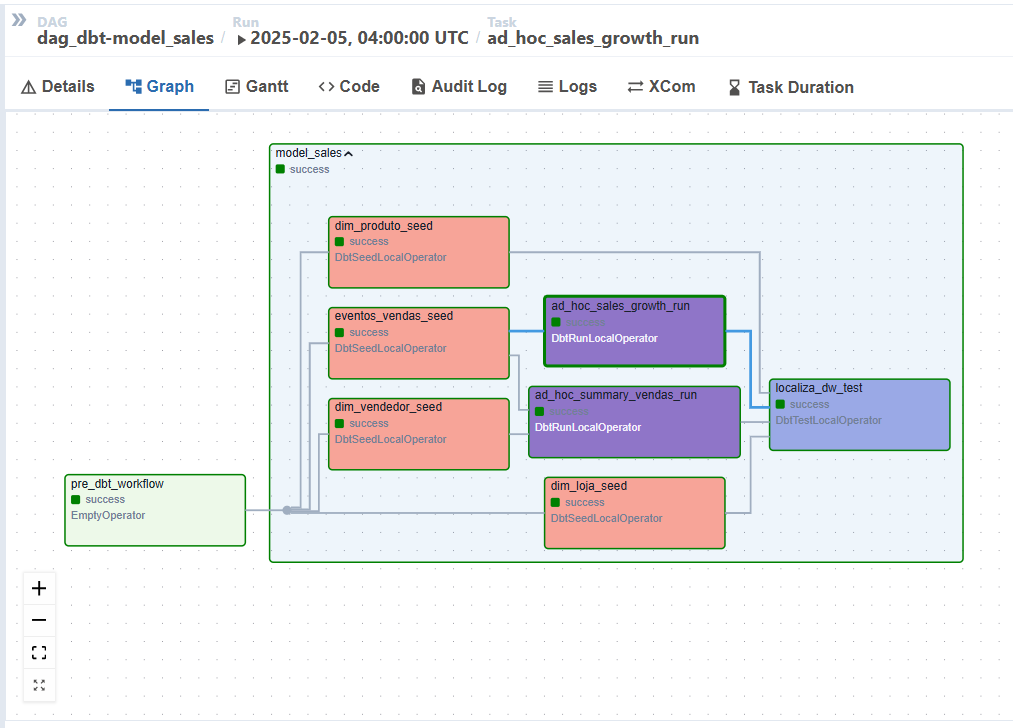 DAG
dag_dbt-model_sales
/
Run
2025-02-05, 04:00:00 UTC
/
Task
ad_hoc_sales_growth_run
Details
Graph
Gantt
Code
Audit Log
Logs
XCom
Task Duration
model_sales
success
dim_produto_seed
success
DbtSeedLocalOperator
eventos_vendas_seed
success
DbtSeedLocalOperator
ad_hoc_sales_growth_run
success
DbtRunLocalOperator
dim_vendedor_seed
success
DbtSeedLocalOperator
ad_hoc_summary_vendas_run
success
DbtRunLocalOperator
localiza_dw_test
success
DbtTestLocalOperator
pre_dbt_workflow
success
EmptyOperator
dim_loja_seed
success
DbtSeedLocalOperator